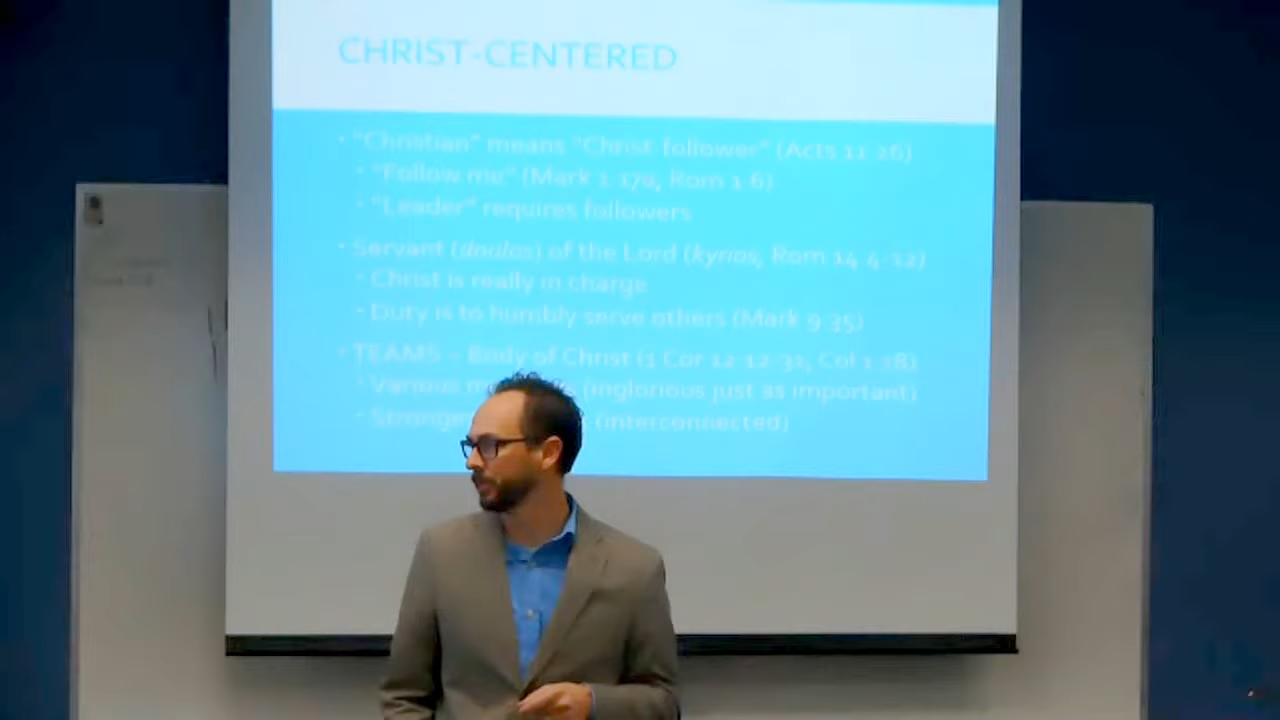 CHRIST-CENTERED
• "Christian" means "Christ-follower" (Acts 11:26)
• "Follow me" (Mark 1:17a, Rom 1:6)
• "Leader" requires followers
• Servant (doulos) of the Lord (kyrios, Rom 14:4-12)
• Christ is really in charge
• Duty is to humbly serve others (Mark 9:35)
• TEAMS – Body of Christ (1 Cor 12:12-31, Col 1:18)
• Various (inglorious just as important)
• (interconnected)